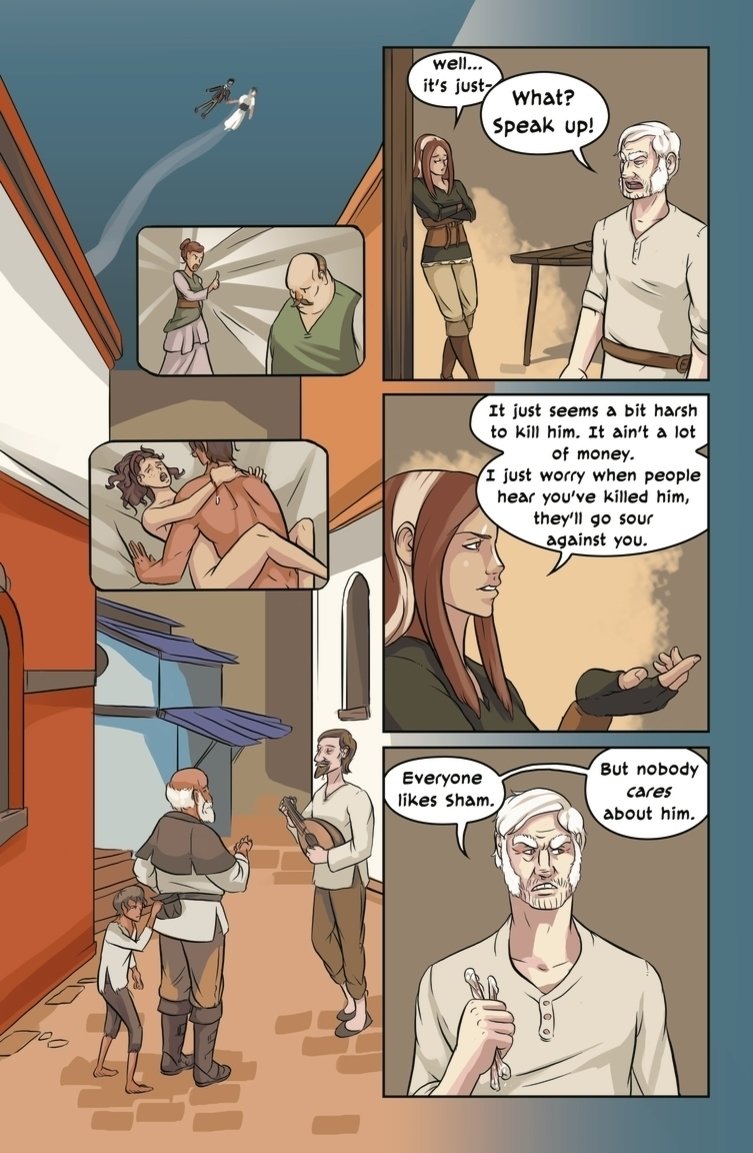 well...
it's just-
What?
Speak up!
It just seems a bit harsh
to kill him. It ain't a lot
of money.
I just worry when people
hear you've killed him,
they'll go sour
against you.
Everyone
likes Sham.
But nobody
cares
about him.